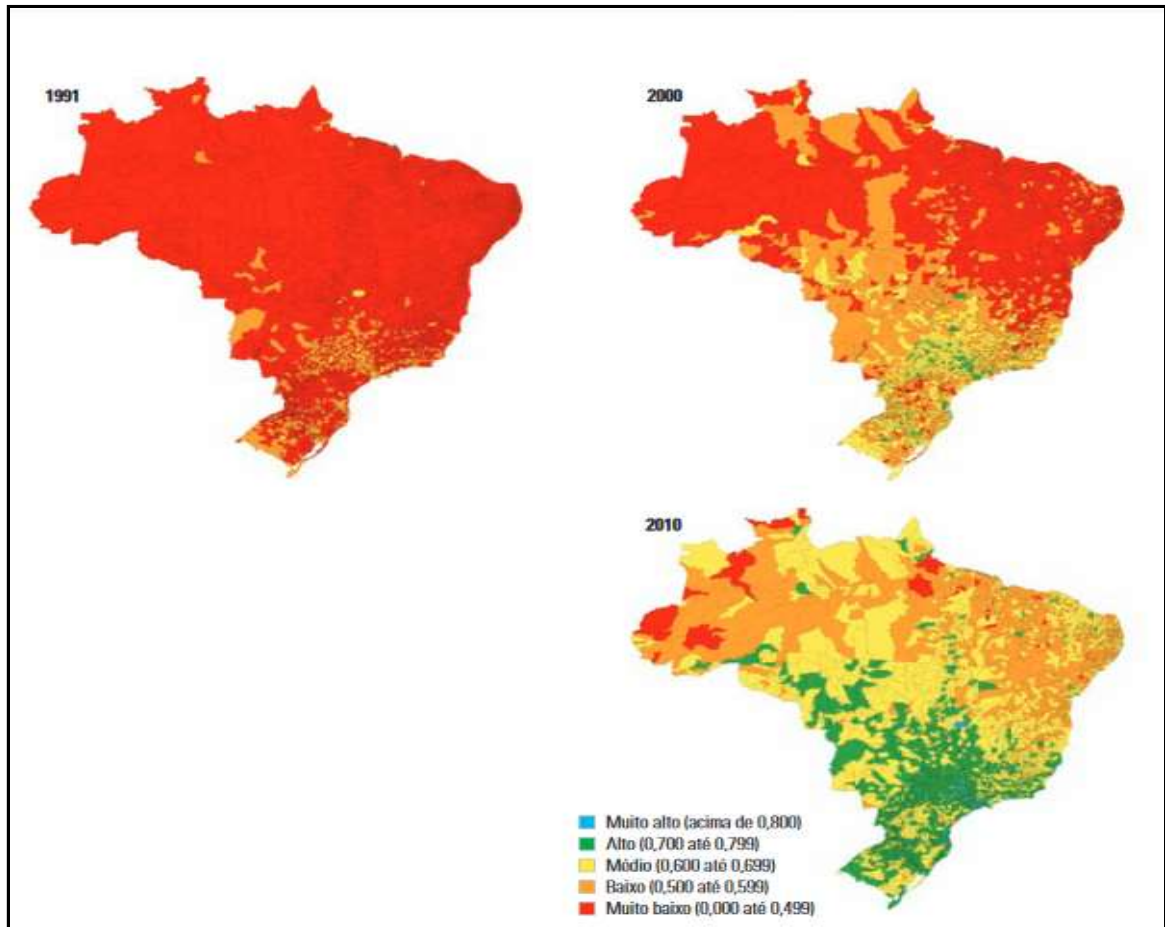 1991
2000
2010
Muito alto (acima de 0,800)
Alto (0,700 até 0,799)
Médio (0,600 até 0,699)
Baixo (0,500 até 0,599)
Muito baixo (0,000 até 0,499)